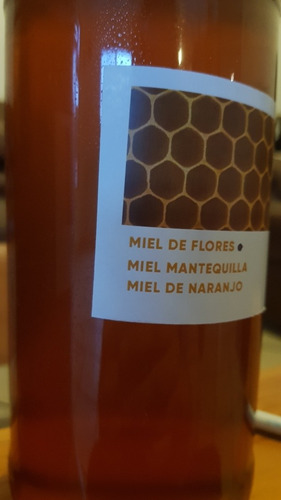 MIEL DE FLORES •
MIEL MANTEQUILLA
MIEL DE NARANJO